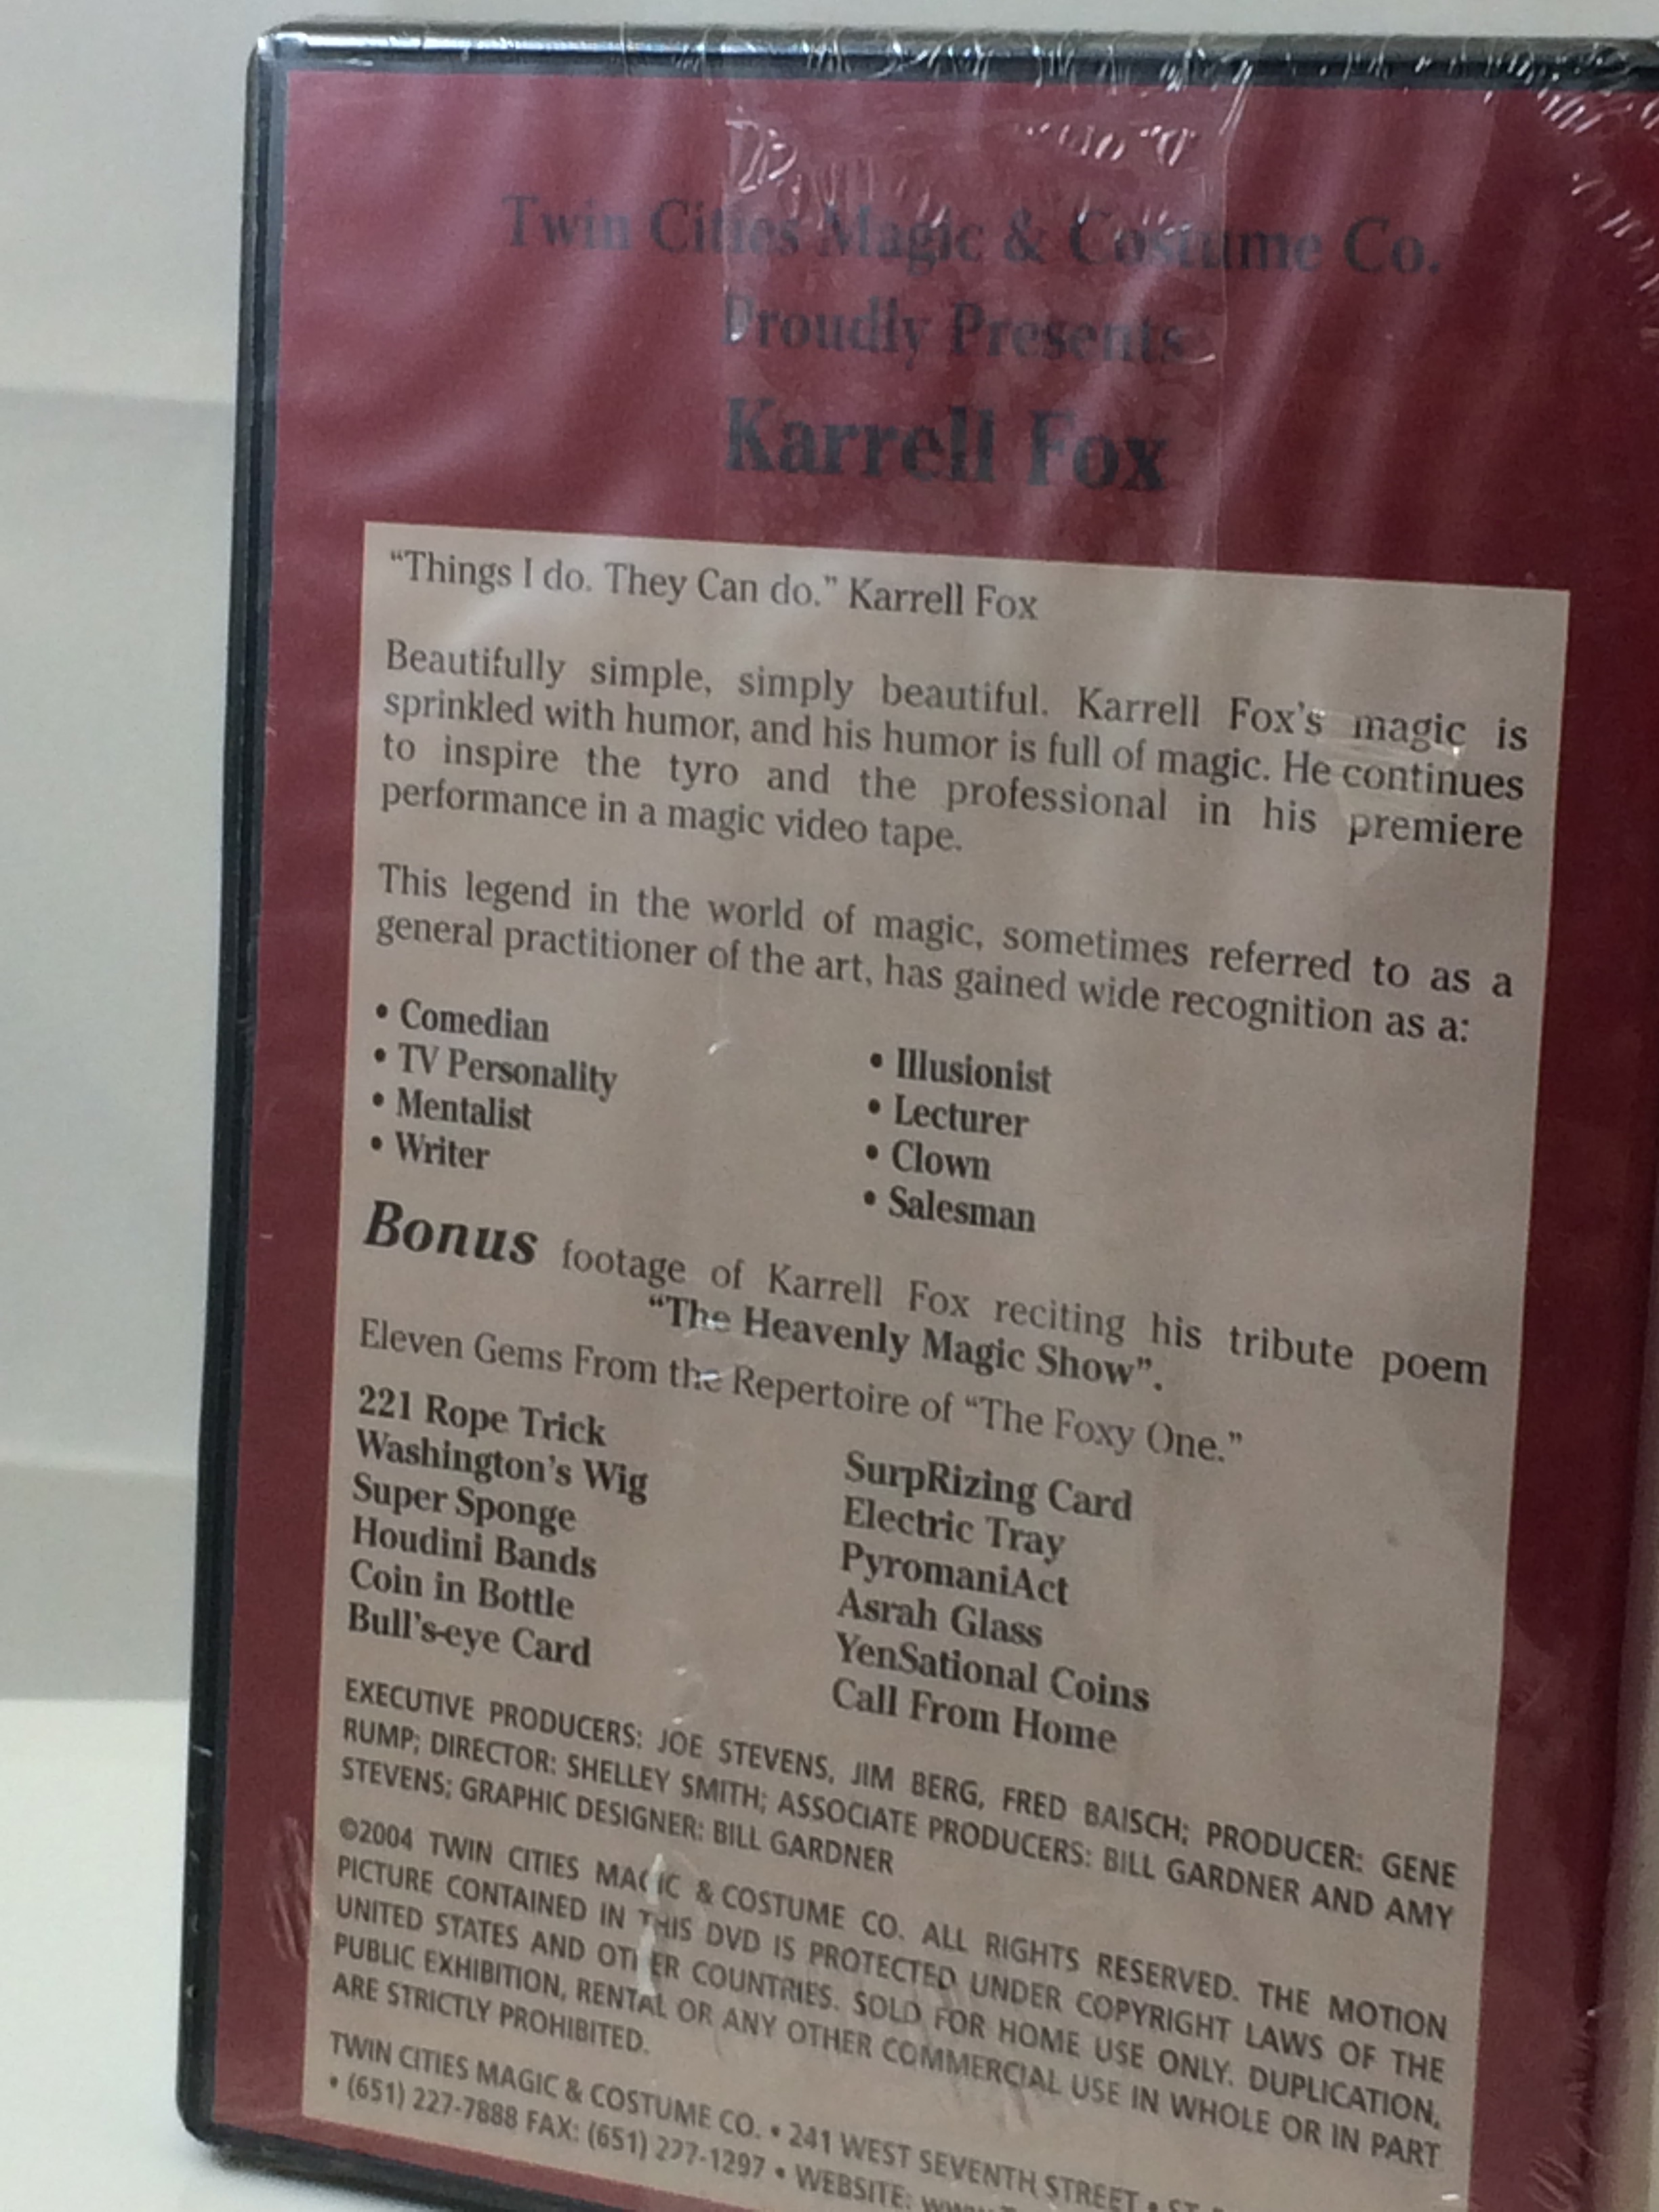 Twin Cities Magic & Costume Co.
Proudly Presents
Karrell Fox
“Things I do. They Can do.” Karrell Fox
Beautifully simple, simply beautiful. Karrell Fox’s magic is
sprinkled with humor, and his humor is full of magic. He continues
to inspire the tyro and the professional in his premiere
performance in a magic video tape.
This legend in the world of magic, sometimes referred to as a
general practitioner of the art, has gained wide recognition as a:
• Comedian
• TV Personality
• Mentalist
• Writer
• Illusionist
• Lecturer
• Clown
• Salesman
Bonus footage of Karrell Fox reciting his tribute poem
“The Heavenly Magic Show”.
Eleven Gems From the Repertoire of “The Foxy One.”
221 Rope Trick
Washington’s Wig
Super Sponge
Houdini Bands
Coin in Bottle
Bull’s-eye Card
SurpRizing Card
Electric Tray
PyromaniAct
Asrah Glass
YenSational Coins
Call From Home
EXECUTIVE PRODUCERS: JOE STEVENS, JIM BERG, FRED BAISCH; PRODUCER: GENE
RUMP; DIRECTOR: SHELLEY SMITH; ASSOCIATE PRODUCERS: BILL GARDNER AND AMY
STEVENS; GRAPHIC DESIGNER: BILL GARDNER
©2004 TWIN CITIES MAGIC & COSTUME CO. ALL RIGHTS RESERVED. THE MOTION
PICTURE CONTAINED IN THIS DVD IS PROTECTED UNDER COPYRIGHT LAWS OF THE
UNITED STATES AND OTHER COUNTRIES. SOLD FOR HOME USE ONLY. DUPLICATION,
PUBLIC EXHIBITION, RENTAL OR ANY OTHER COMMERCIAL USE IN WHOLE OR IN PART
ARE STRICTLY PROHIBITED.
TWIN CITIES MAGIC & COSTUME CO. • 241 WEST SEVENTH STREET •
• (651) 227-7888 FAX: (651) 227-1297 • WEBSITE: